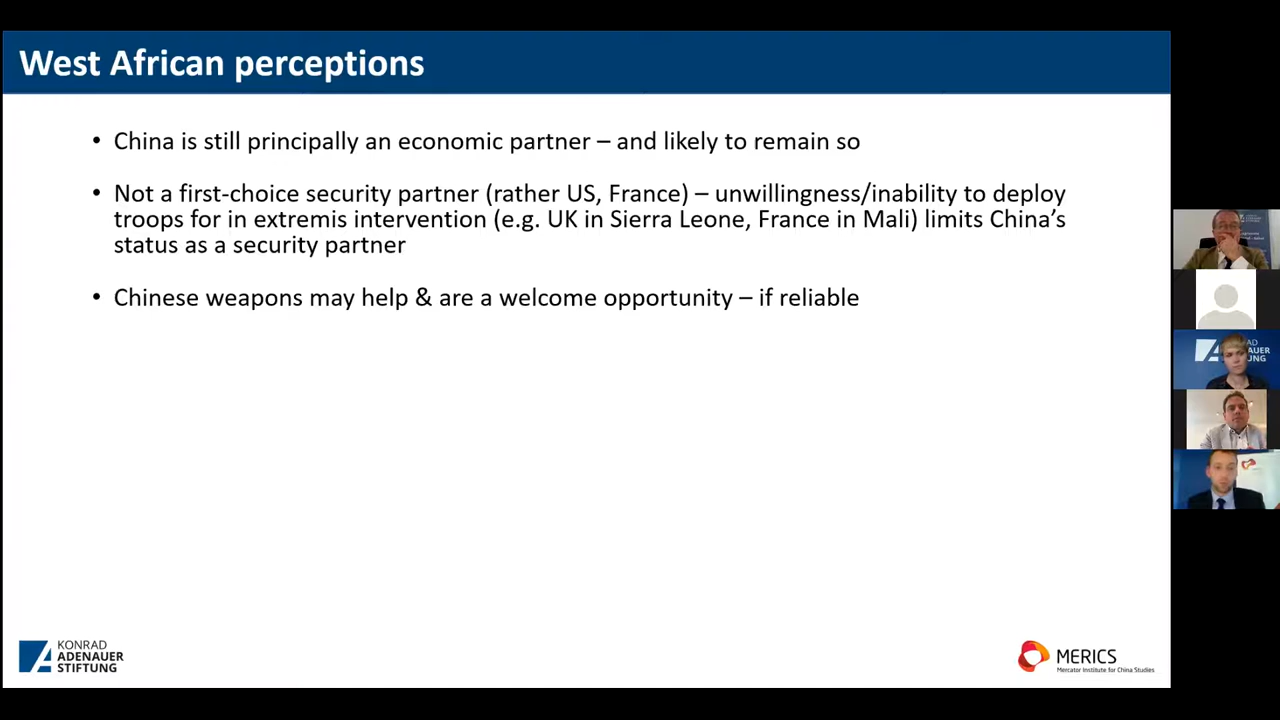 West African perceptions
• China is still principally an economic partner – and likely to remain so
• Not a first-choice security partner (rather US, France) – unwillingness/inability to deploy
troops for in extremis intervention (e.g. UK in Sierra Leone, France in Mali) limits China's
status as a security partner
• Chinese weapons may help & are a welcome opportunity – if reliable
AD
AUER
UNG
KONRAD
ADENAUER
STIFTUNG
MERICS
Mercator Institute for China Studies